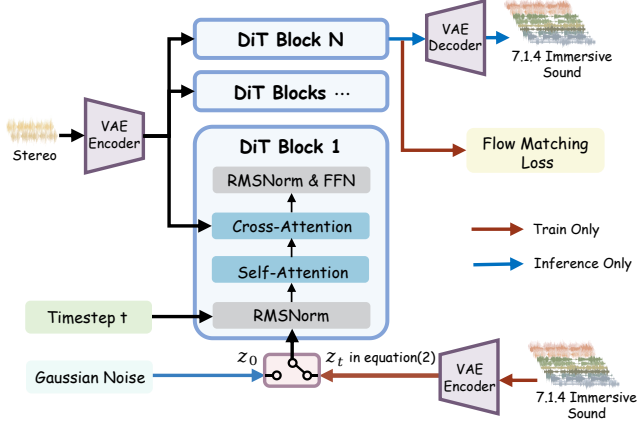 DiT Block N
VAE
Decoder
7.1.4 Immersive
Sound
DiT Blocks ...
VAE
Encoder
Stereo
DiT Block 1
Flow Matching
Loss
RMSNorm & FFN
Cross-Attention
Train Only
Self-Attention
Inference Only
Timestep t
RMSNorm
z_0
z_t in equation(2)
VAE
Encoder
Gaussian Noise
7.1.4 Immersive
Sound